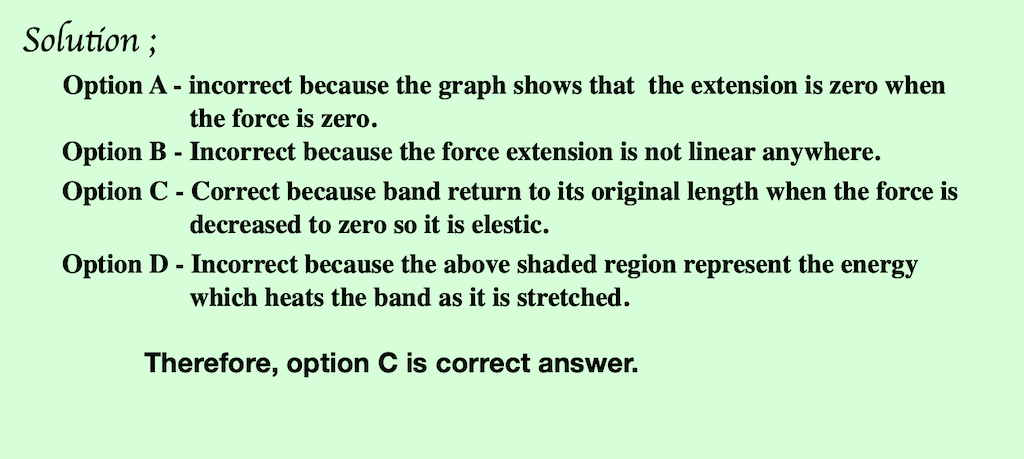 Solution ;
Option A - incorrect because the graph shows that the extension is zero when
the force is zero.
Option B - Incorrect because the force extension is not linear anywhere.
Option C - Correct because band return to its original length when the force is
decreased to zero so it is elestic.
Option D - Incorrect because the above shaded region represent the energy
which heats the band as it is stretched.
Therefore, option C is correct answer.